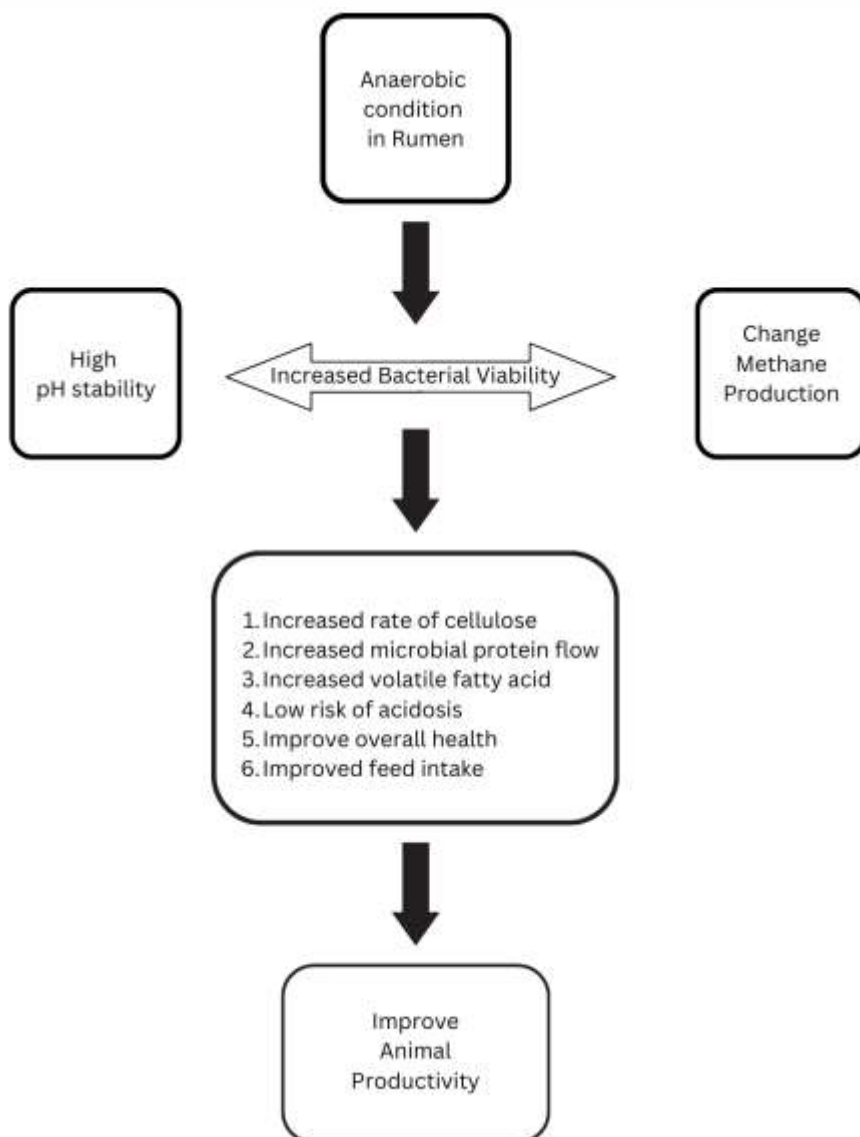 Anaerobic
condition
in Rumen
High
pH stability
Increased Bacterial Viability
Change
Methane
Production
1. Increased rate of cellulose
2. Increased microbial protein flow
3. Increased volatile fatty acid
4. Low risk of acidosis
5. Improve overall health
6. Improved feed intake
Improve
Animal
Productivity